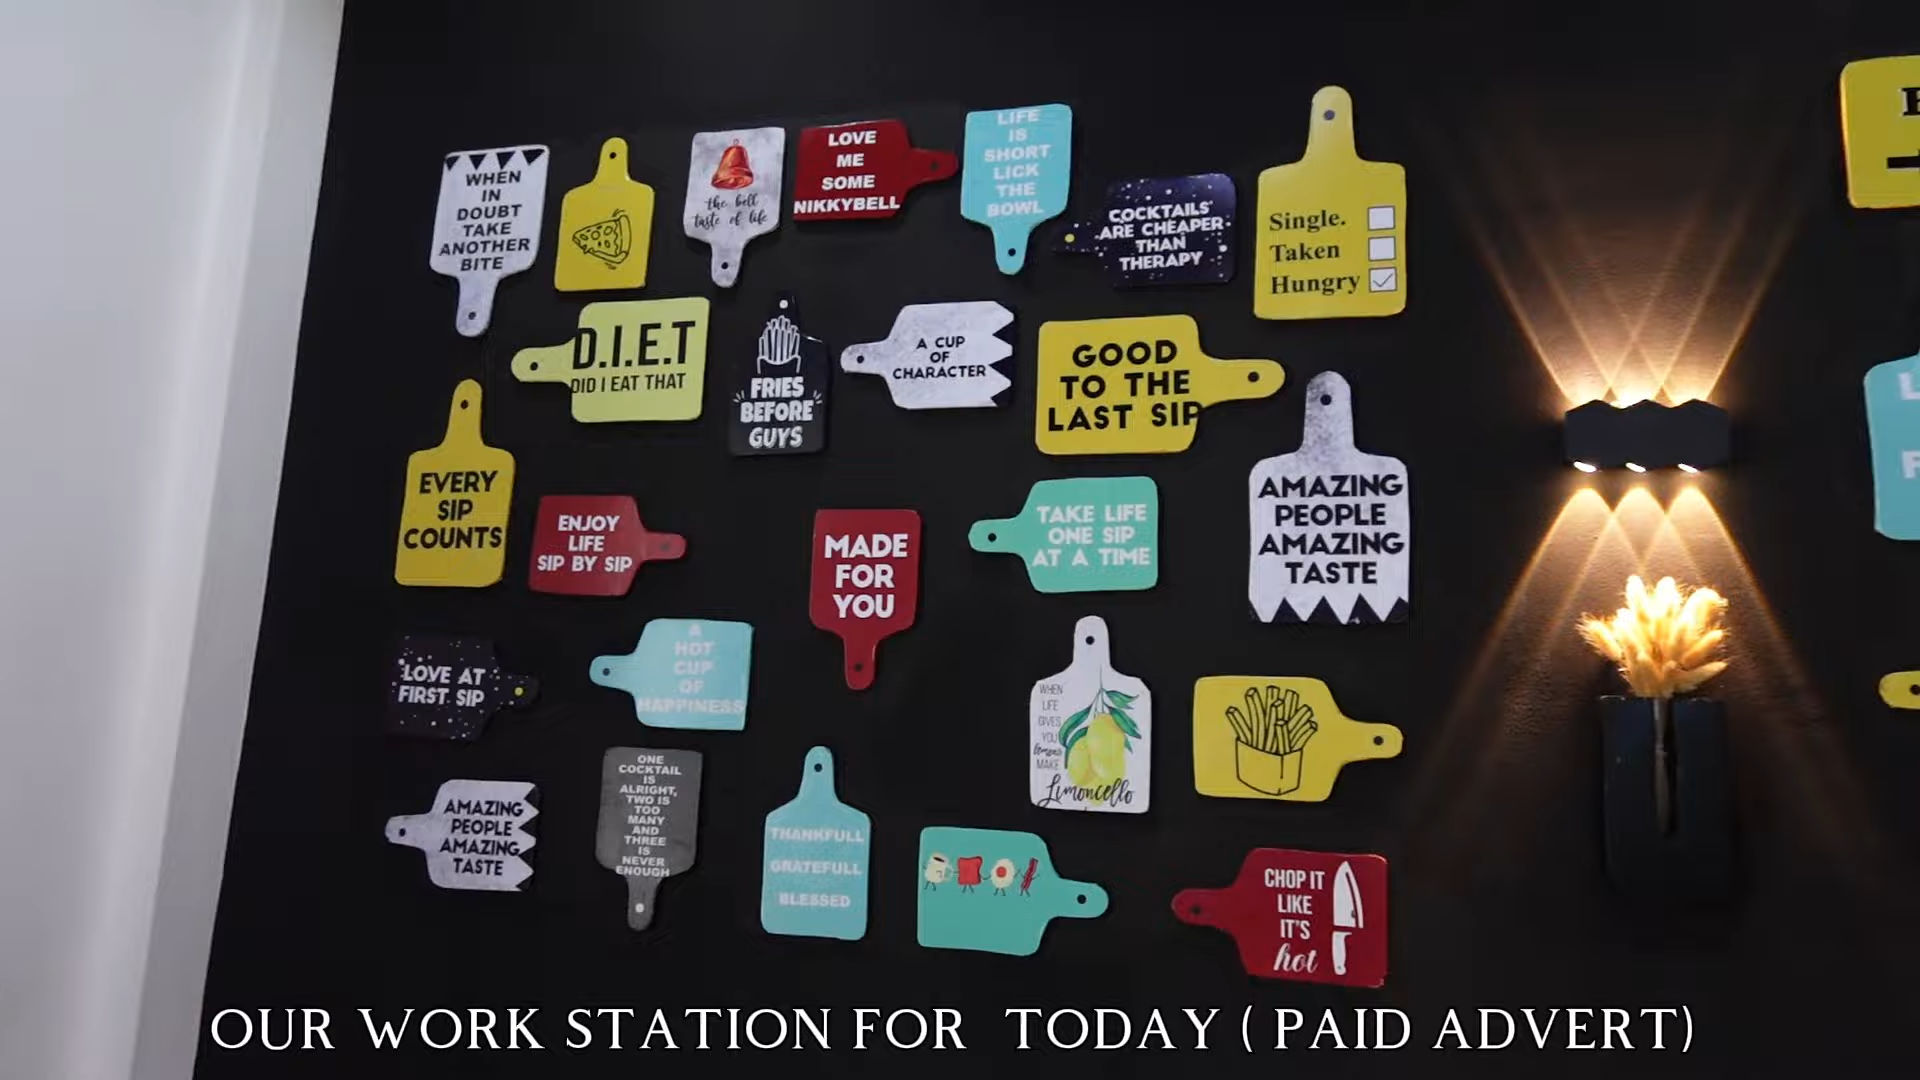 WHEN
IN
DOUBT
TAKE
ANOTHER
BITE
the bell
taste of life
LOVE
ME
SOME
NIKKYBELL
LIFE
IS
SHORT
LICK
THE
BOWL
COCKTAILS
ARE CHEAPER
THAN
THERAPY
Single.
Taken
Hungry
D.I.E.T
DID I EAT THAT
FRIES
BEFORE
GUYS
A CUP
OF
CHARACTER
GOOD
TO THE
LAST SIP
EVERY
SIP
COUNTS
ENJOY
LIFE
SIP BY SIP
MADE
FOR
YOU
TAKE LIFE
ONE SIP
AT A TIME
AMAZING
PEOPLE
AMAZING
TASTE
LOVE AT
FIRST SIP
A
HOT
CUP
OF
HAPPINESS
WHEN
LIFE
GIVES
YOU
lemons
MAKE
Limoncello
AMAZING
PEOPLE
AMAZING
TASTE
ONE
COCKTAIL
IS
ALRIGHT,
TWO IS
TOO
MANY
AND
THREE
IS
NEVER
ENOUGH
THANKFULL
GRATEFULL
BLESSED
CHOP IT
LIKE
IT'S
hot
OUR WORK STATION FOR TODAY ( PAID ADVERT)